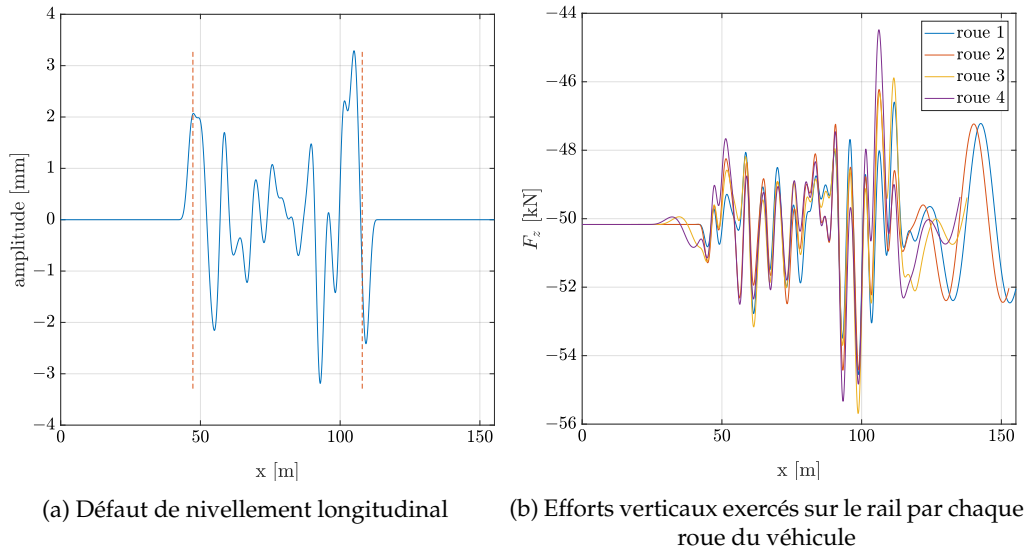 4
3
2
1
0
−1
−2
−3
−4
amplitude [mm]
0
50
100
150
x [m]
(a) Défaut de nivellement longitudinal
−44
−46
−48
−50
−52
−54
−56
F_z [kN]
roue 1
roue 2
roue 3
roue 4
0
50
100
150
x [m]
(b) Efforts verticaux exercés sur le rail par chaque
roue du véhicule